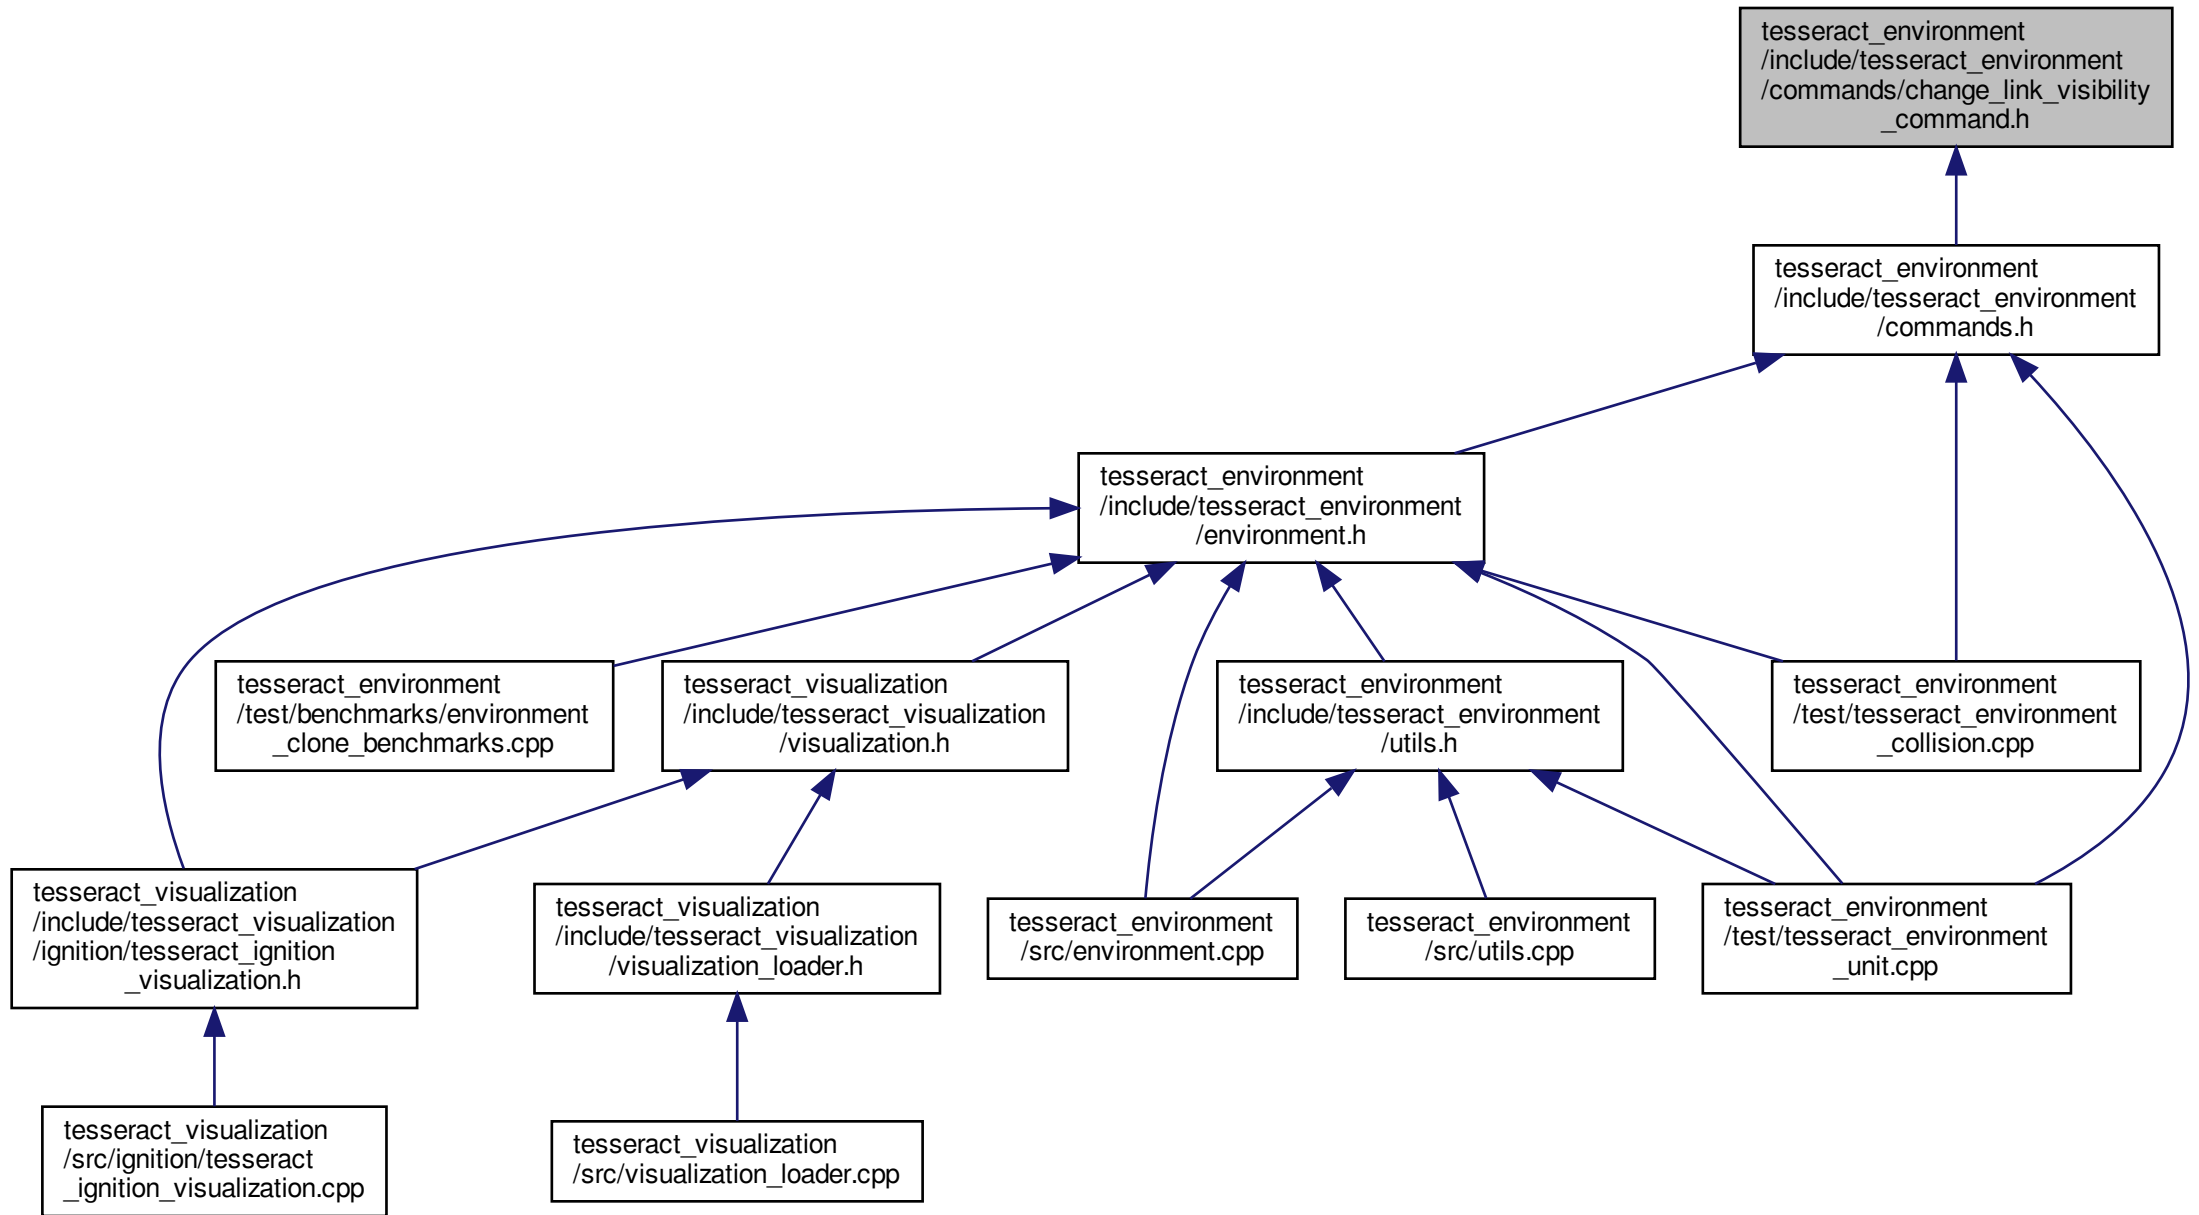 tesseract_environment
/include/tesseract_environment
/commands/change_link_visibility
_command.h
tesseract_environment
/include/tesseract_environment
/commands.h
tesseract_environment
/include/tesseract_environment
/environment.h
tesseract_environment
/test/benchmarks/environment
_clone_benchmarks.cpp
tesseract_visualization
/include/tesseract_visualization
/visualization.h
tesseract_environment
/include/tesseract_environment
/utils.h
tesseract_environment
/test/tesseract_environment
_collision.cpp
tesseract_visualization
/include/tesseract_visualization
/ignition/tesseract_ignition
_visualization.h
tesseract_visualization
/include/tesseract_visualization
/visualization_loader.h
tesseract_environment
/src/environment.cpp
tesseract_environment
/src/utils.cpp
tesseract_environment
/test/tesseract_environment
_unit.cpp
tesseract_visualization
/src/ignition/tesseract
_ignition_visualization.cpp
tesseract_visualization
/src/visualization_loader.cpp